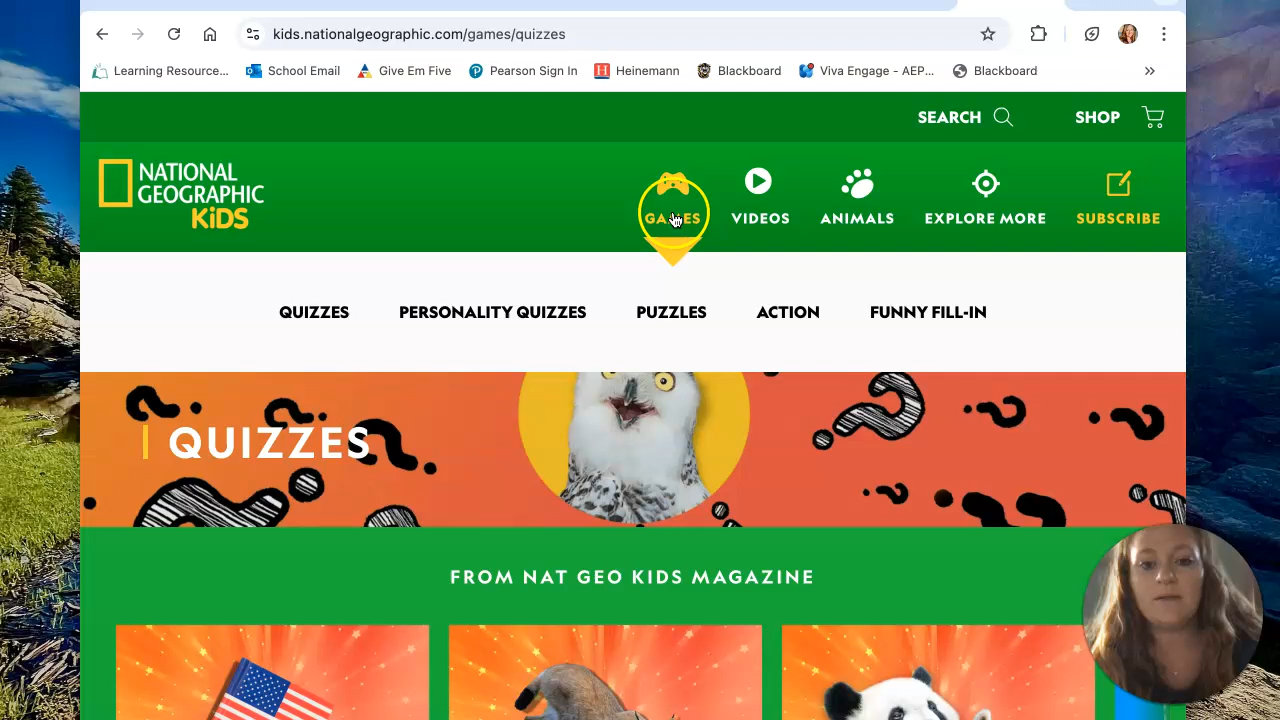 kids.nationalgeographic.com/games/quizzes
Learning Resource... School Email Give Em Five Pearson Sign In Heinemann Blackboard Viva Engage - AEP... Blackboard »
SEARCH SHOP
NATIONAL
GEOGRAPHIC
KiDS
GAMES VIDEOS ANIMALS EXPLORE MORE SUBSCRIBE
QUIZZES PERSONALITY QUIZZES PUZZLES ACTION FUNNY FILL-IN
QUIZZES
FROM NAT GEO KIDS MAGAZINE